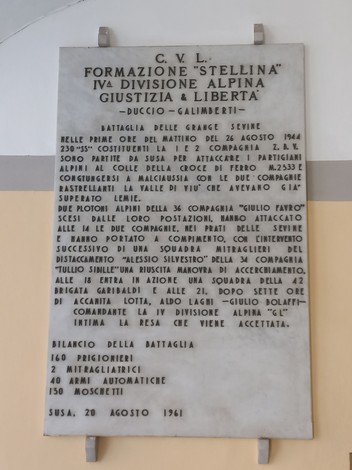 C. V. L.
FORMAZIONE "STELLINA"
IVª DIVISIONE ALPINA
GIUSTIZIA & LIBERTA'
–DUCCIO–GALIMBERTI–
BATTAGLIA DELLE GRANGE SEVINE
NELLE PRIME ORE DEL MATTINO DEL 26 AGOSTO 1944
230 "SS" COSTITUENTI LA 1 E 2 COMPAGNIA Z.B.V.
SONO PARTITE DA SUSA PER ATTACCARE I PARTIGIANI
ALPINI AL COLLE DELLA CROCE DI FERRO M.2533 E
CONGIUNGERSI A MALCIAUSSIA CON LE DUE COMPAGNIE
RASTRELLANTI LA VALLE DI VIU' CHE AVEVANO GIA'
SUPERATO LEMIE.
DUE PLOTONI ALPINI DELLA 36 COMPAGNIA "GIULIO FAVRO"
SCESI DALLE LORO POSTAZIONI, HANNO ATTACCATO
ALLE 14 LE DUE COMPAGNIE, NEI PRATI DELLE SEVINE
E HANNO PORTATO A COMPIMENTO, CON L'INTERVENTO
SUCCESSIVO DI UNA SQUADRA MITRAGLIERI DEL
DISTACCAMENTO "ALESSIO SILVESTRO" DELLA 34 COMPAGNIA
"TULLIO SIBILLE" UNA RIUSCITA MANOVRA DI ACCERCHIAMENTO,
ALLE 18 ENTRA IN AZIONE UNA SQUADRA DELLA 42
BRIGATA GARIBALDI E ALLE 21, DOPO SETTE ORE
DI ACCANITA LOTTA, ALDO LAGHI –GIULIO BOLAFFI–
COMANDANTE LA IV DIVISIONE ALPINA "GL"
INTIMA LA RESA CHE VIENE ACCETTATA.
BILANCIO DELLA BATTAGLIA
160 PRIGIONIERI
2 MITRAGLIATRICI
40 ARMI AUTOMATICHE
150 MOSCHETTI
SUSA, 20 AGOSTO 1961